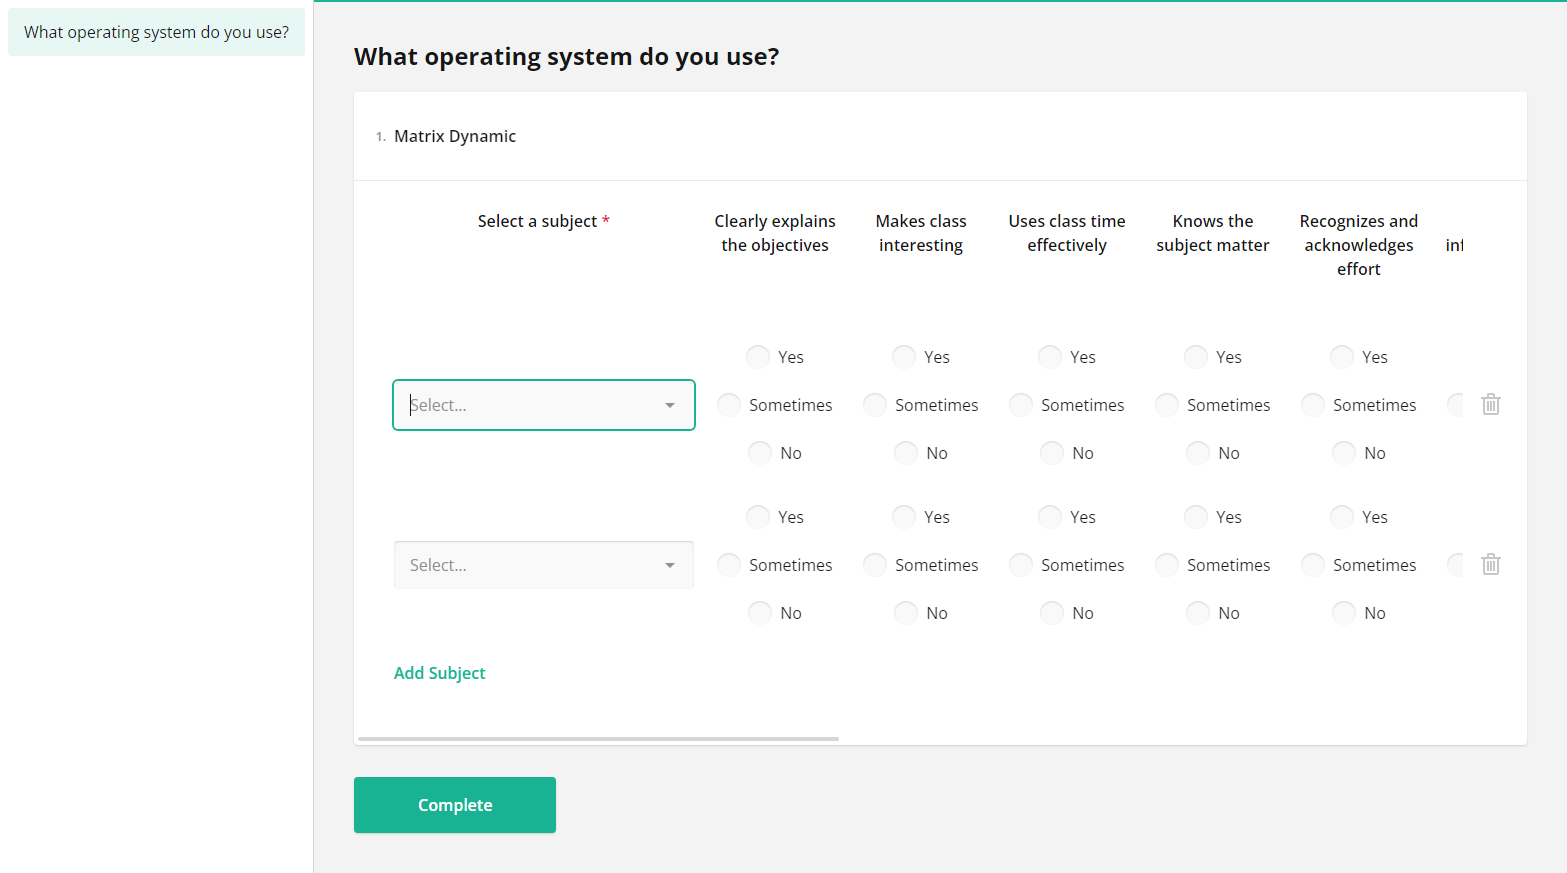 What operating system do you use?
What operating system do you use?
1. Matrix Dynamic
Select a subject *
Clearly explains
the objectives
Makes class
interesting
Uses class time
effectively
Knows the
subject matter
Recognizes and
acknowledges
effort
Yes Yes Yes Yes Yes
Select... Sometimes Sometimes Sometimes Sometimes Sometimes
No No No No No
Yes Yes Yes Yes Yes
Select... Sometimes Sometimes Sometimes Sometimes Sometimes
No No No No No
Add Subject
Complete